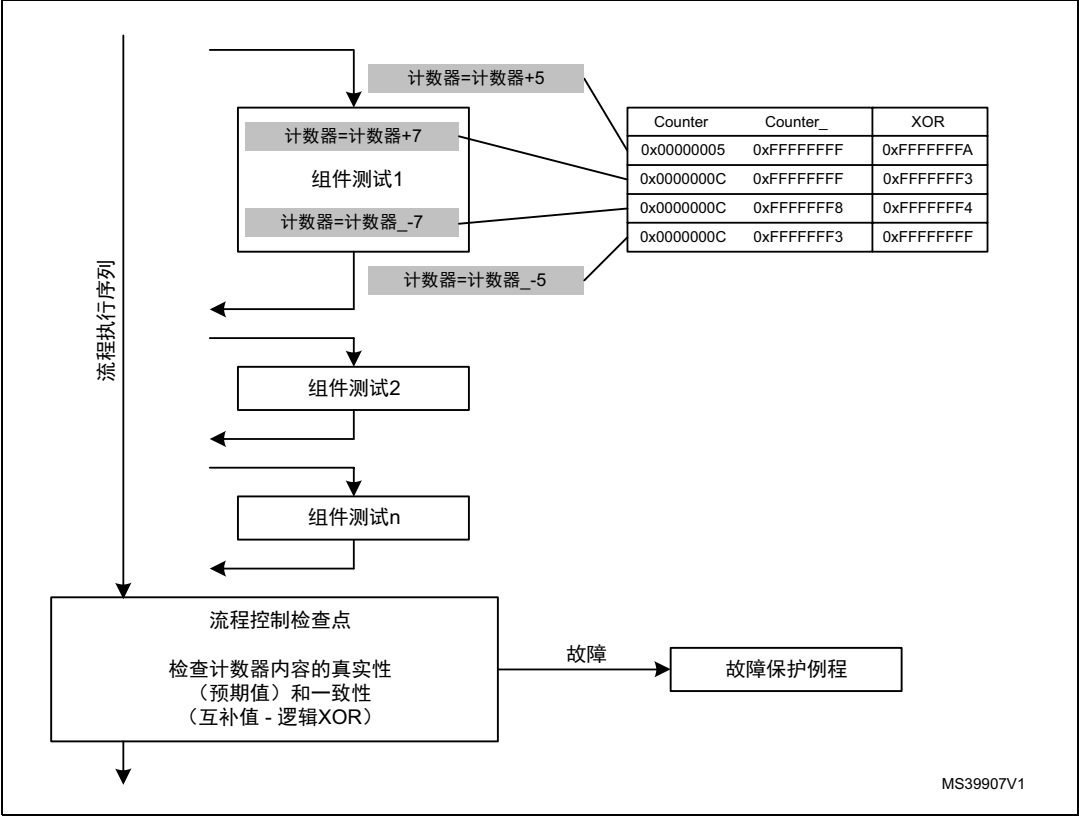 计数器=计数器+5
计数器=计数器+7
组件测试1
计数器=计数器_-7
计数器=计数器_-5
Counter Counter_ XOR
0x00000005 0xFFFFFFFF 0xFFFFFFFA
0x0000000C 0xFFFFFFFF 0xFFFFFFF3
0x0000000C 0xFFFFFFF8 0xFFFFFFF4
0x0000000C 0xFFFFFFF3 0xFFFFFFFF
流程执行序列
组件测试2
组件测试n
流程控制检查点
检查计数器内容的真实性
（预期值）和一致性
（互补值 - 逻辑XOR）
故障
故障保护例程
MS39907V1